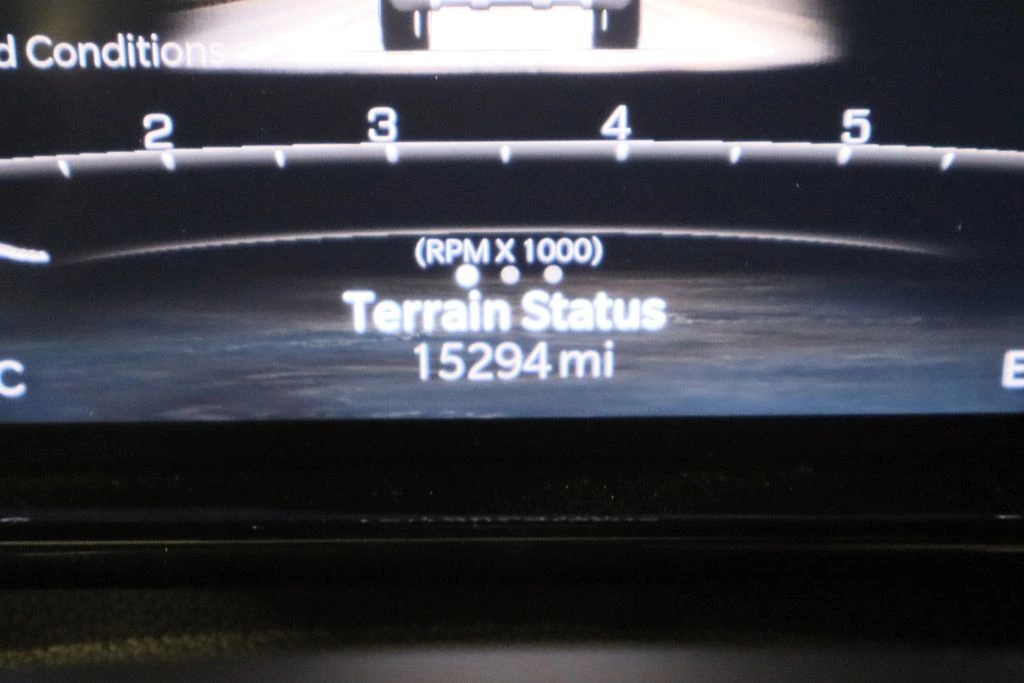 d Conditions
2 3 4 5
(RPM X 1000)
Terrain Status
15294 mi
C E